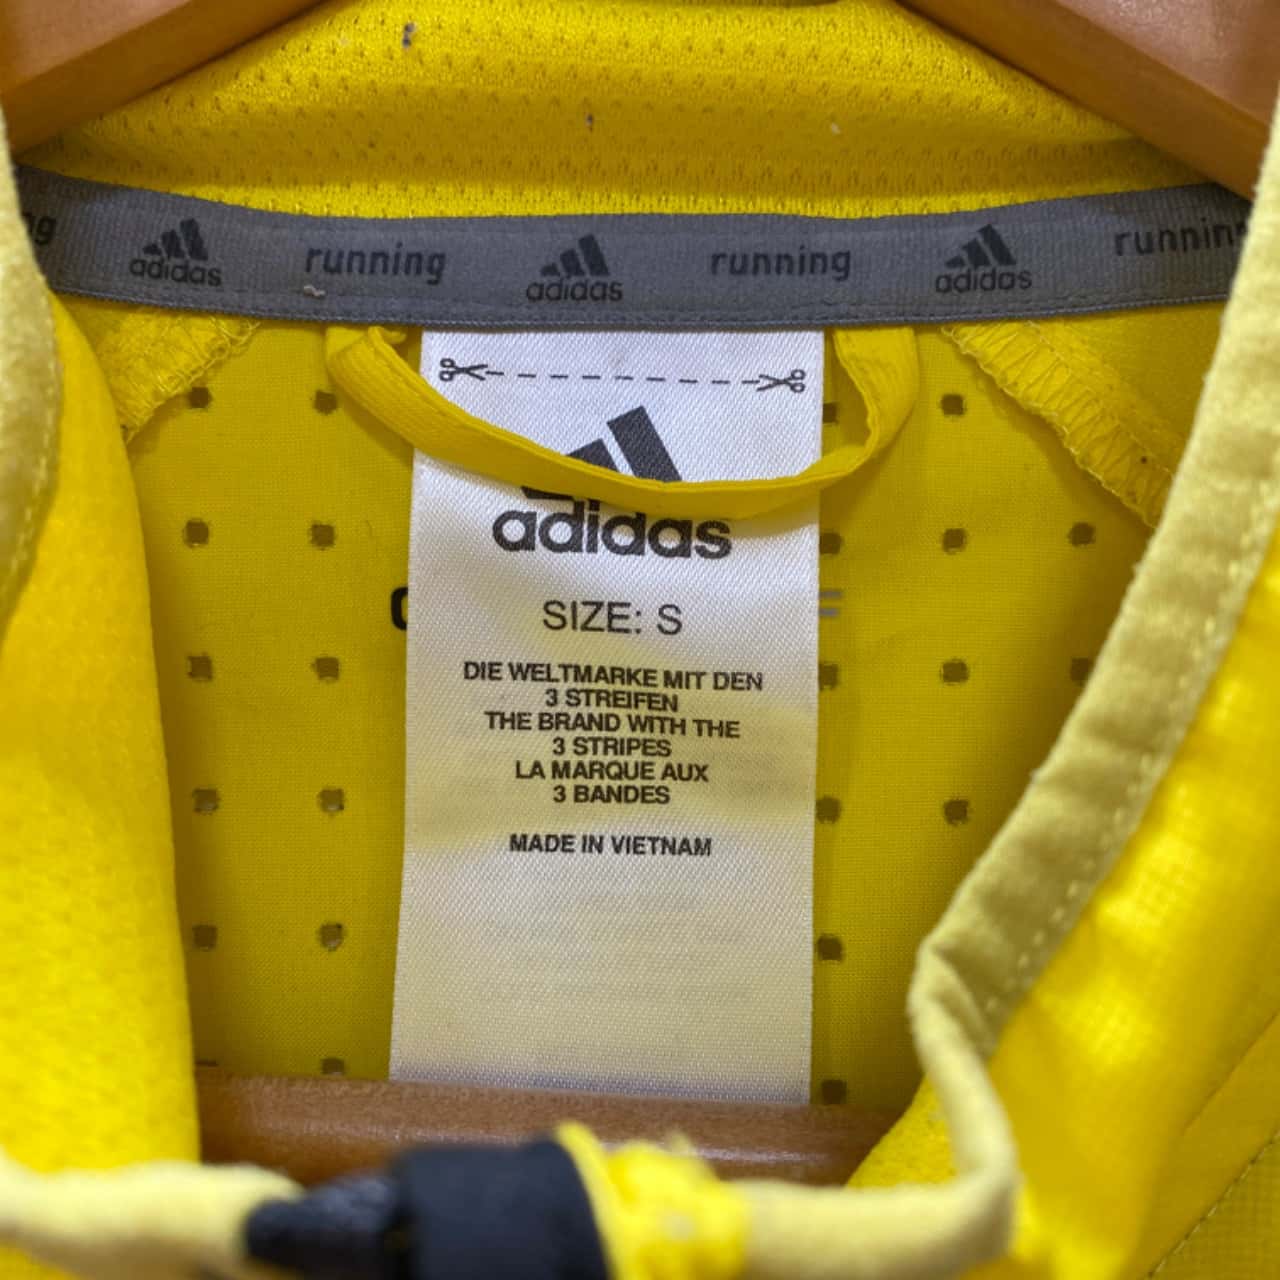 adidas running adidas running adidas
adidas
SIZE: S
DIE WELTMARKE MIT DEN
3 STREIFEN
THE BRAND WITH THE
3 STRIPES
LA MARQUE AUX
3 BANDES
MADE IN VIETNAM